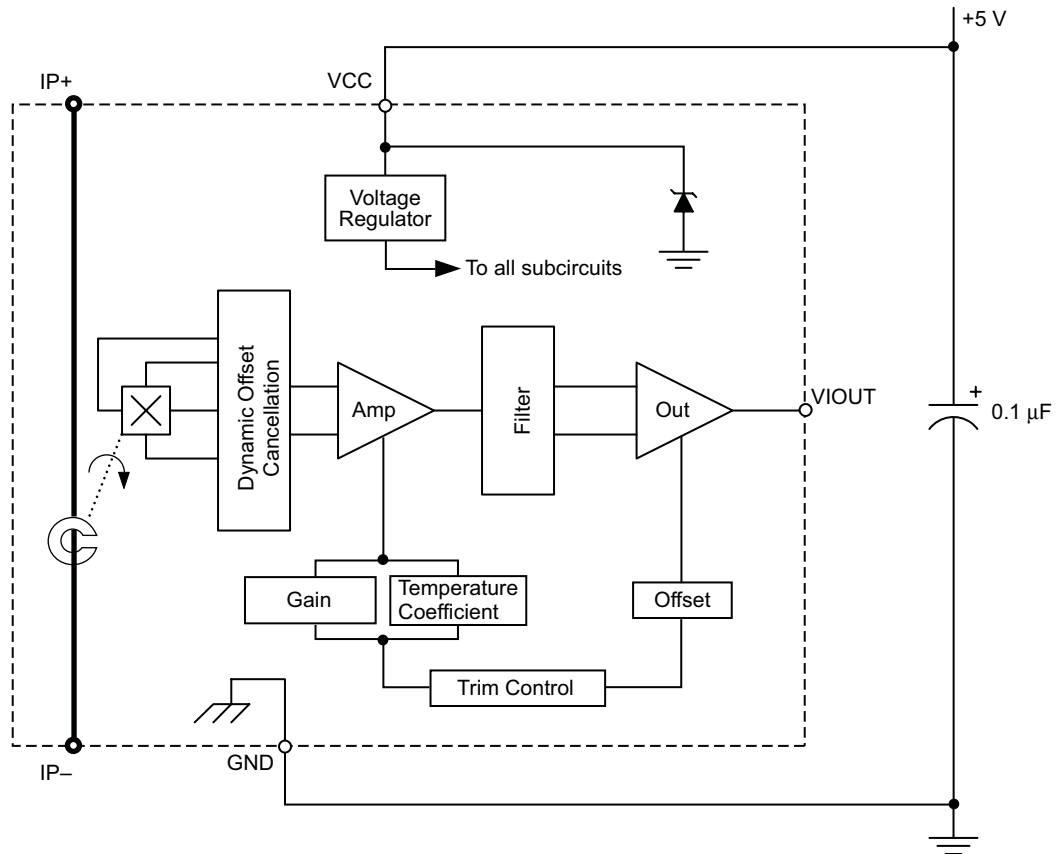 +5 V
IP+
VCC
Voltage
Regulator
To all subcircuits
Dynamic Offset
Cancellation
Amp
Filter
Out
VIOUT
+
0.1 µF
Gain
Temperature
Coefficient
Offset
Trim Control
GND
IP–